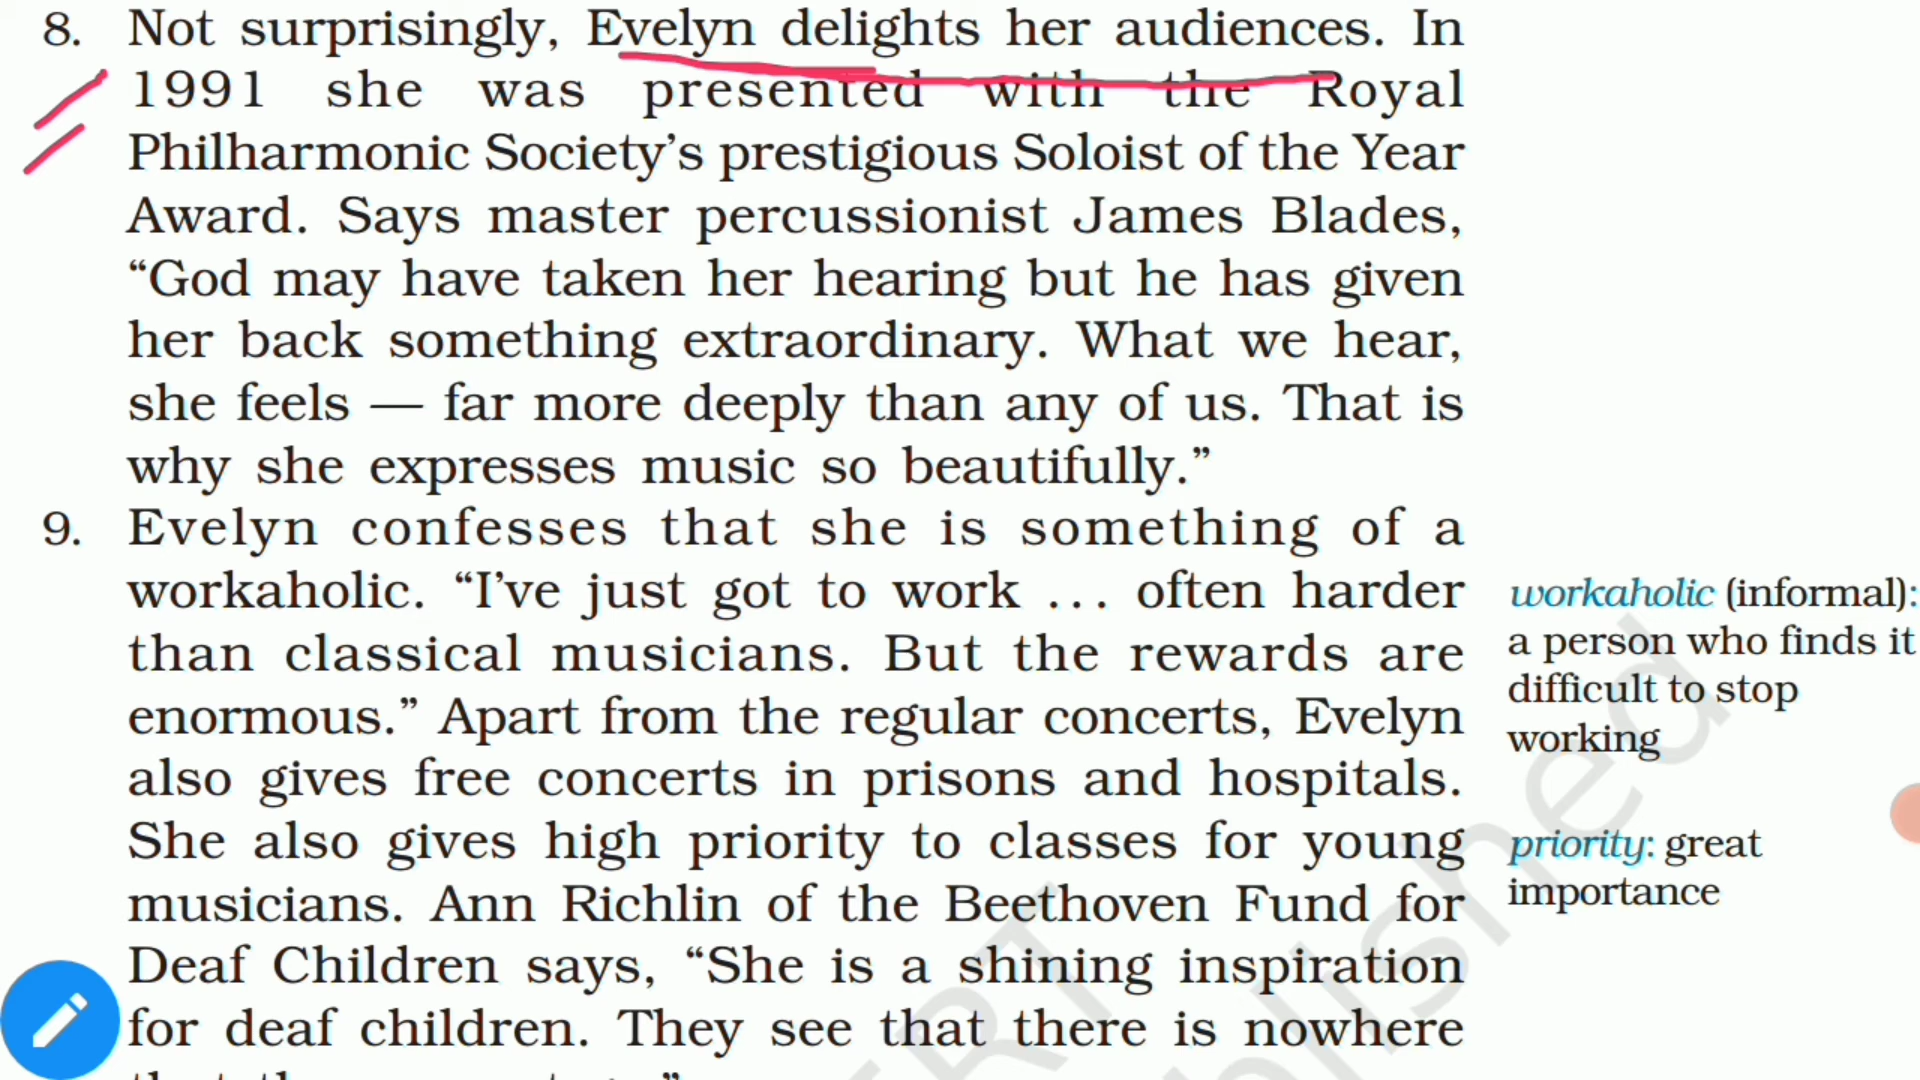 8. Not surprisingly, Evelyn delights her audiences. In
1991 she was presented with the Royal
Philharmonic Society’s prestigious Soloist of the Year
Award. Says master percussionist James Blades,
“God may have taken her hearing but he has given
her back something extraordinary. What we hear,
she feels — far more deeply than any of us. That is
why she expresses music so beautifully.”
9. Evelyn confesses that she is something of a
workaholic. “I’ve just got to work ... often harder
than classical musicians. But the rewards are
enormous.” Apart from the regular concerts, Evelyn
also gives free concerts in prisons and hospitals.
She also gives high priority to classes for young
musicians. Ann Richlin of the Beethoven Fund for
Deaf Children says, “She is a shining inspiration
for deaf children. They see that there is nowhere
workaholic (informal):
a person who finds it
difficult to stop
working
priority: great
importance